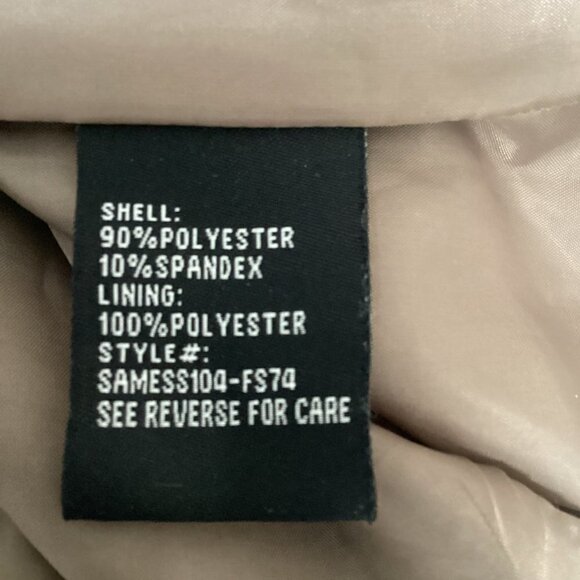 SHELL:
90%POLYESTER
10%SPANDEX
LINING:
100%POLYESTER
STYLE#:
SAMESS104-FS74
SEE REVERSE FOR CARE